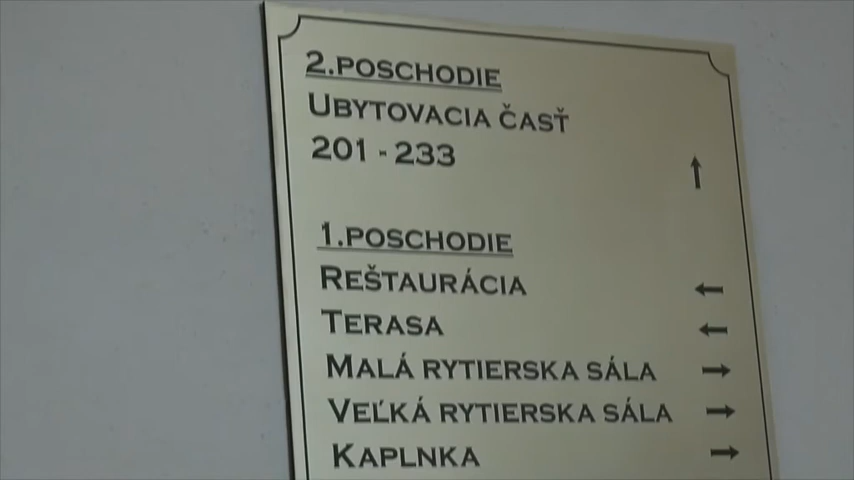 2.POSCHODIE
UBYTOVACIA ČASŤ
201 - 233
↑
1.POSCHODIE
REŠTAURÁCIA ←
TERASA ←
MALÁ RYTIERSKA SÁLA →
VEĽKÁ RYTIERSKA SÁLA →
KAPLNKA →